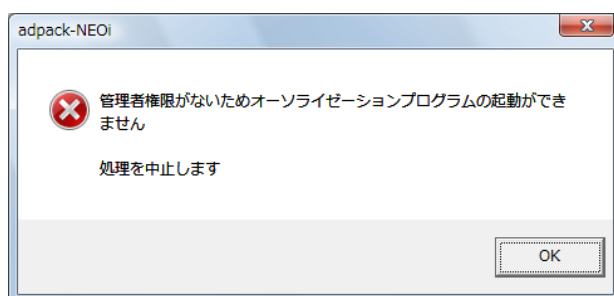 adpack-NEOi
管理者権限がないためオーソライゼーションプログラムの起動ができ
ません
処理を中止します
OK